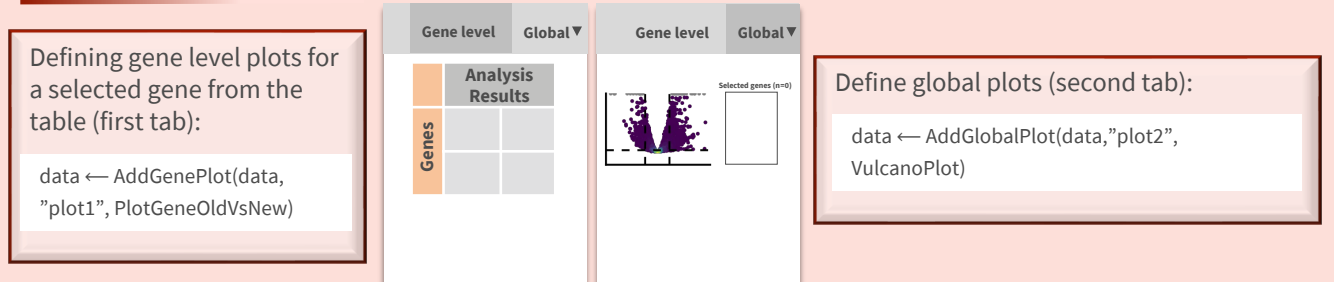 Defining gene level plots for
a selected gene from the
table (first tab):
data ← AddGenePlot(data,
”plot1”, PlotGeneOldVsNew)
Gene level
Global▼
Analysis
Results
Genes
Gene level
Global▼
Selected genes (n=0)
Define global plots (second tab):
data ← AddGlobalPlot(data,”plot2”,
VulcanoPlot)